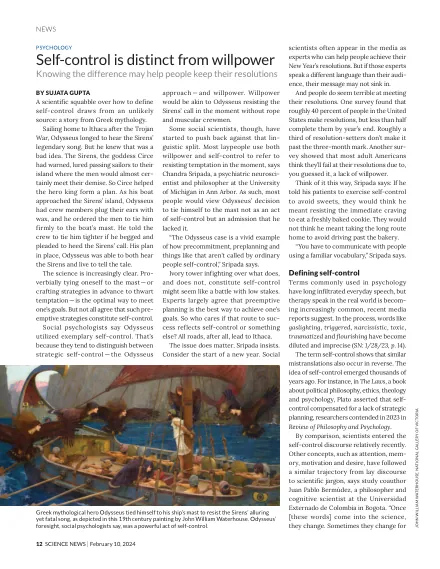 NEWS
PSYCHOLOGY
Self-control is distinct from willpower
Knowing the difference may help people keep their resolutions
BY SUJATA GUPTA
A scientific squabble over how to define
self-control draws from an unlikely
source: a story from Greek mythology.
Sailing home to Ithaca after the Trojan
War, Odysseus longed to hear the Sirens'
legendary song. But he knew that was a
bad idea. The Sirens, the goddess Circe
had warned, lured passing sailors to their
island where the men would almost cer-
tainly meet their demise. So Circe helped
the hero king form a plan. As his boat
approached the Sirens' island, Odysseus
had crew members plug their ears with
wax, and he ordered the men to tie him
firmly to the boat's mast. He told the
crew to tie him tighter if he begged and
pleaded to heed the Sirens' call. His plan
in place, Odysseus was able to both hear
the Sirens and live to tell the tale.
The science is increasingly clear. Pro-
verbially tying oneself to the mast — or
crafting strategies in advance to thwart
temptation — is the optimal way to meet
one's goals. But not all agree that such pre-
emptive strategies constitute self-control.
Social psychologists say Odysseus
utilized exemplary self-control. That's
because they tend to distinguish between
strategic self-control — the Odysseus
approach — and willpower. Willpower
would be akin to Odysseus resisting the
Sirens' call in the moment without rope
and muscular crewmen.
Some social scientists, though, have
started to push back against that lin-
guistic split. Most laypeople use both
willpower and self-control to refer to
resisting temptation in the moment, says
Chandra Sripada, a psychiatric neurosci-
entist and philosopher at the University
of Michigan in Ann Arbor. As such, most
people would view Odysseus' decision
to tie himself to the mast not as an act
of self-control but an admission that he
lacked it.
"The Odysseus case is a vivid example
of how precommitment, preplanning and
things like that aren't called by ordinary
people self-control," Sripada says.
Ivory tower infighting over what does,
and does not, constitute self-control
might seem like a battle with low stakes.
Experts largely agree that preemptive plan-
ning is the best way to achieve one's goals.
So who cares if that route to suc-
cess reflects self-control or something
else? All roads, after all, lead to Ithaca.
The issue does matter, Sripada insists.
Consider the start of a new year. Social
scientists often appear in the media as
experts who can help people achieve their
New Year's resolutions. But if those experts
speak a different language than their audi-
ence, their message may not sink in.
And people do seem terrible at meeting
their resolutions. One survey found that
roughly 40 percent of people in the United
States make resolutions, but less than half
complete them by year's end. Roughly a
third of resolution-setters don't make it
past the three-month mark. Another sur-
vey showed that most adult Americans
think they'll fail at their resolutions due to,
you guessed it, a lack of willpower.
Think of it this way, Sripada says: If he
told his patients to exercise self-control
to avoid sweets, they would think he
meant resisting the immediate craving
to eat a freshly baked cookie. They would
not think he meant taking the long route
home to avoid driving past the bakery.
"You have to communicate with people
using a familiar vocabulary," Sripada says.
Defining self-control
Terms commonly used in psychology
have long infiltrated everyday speech, but
therapy speak in the real world is becom-
ing increasingly common, recent media
reports suggest. In the process, words like
gaslighting, triggered, narcissistic, toxic,
traumatized and flourishing have become
diluted and imprecise (SN: 1/28/23, p. 14).
The term self-control shows that similar
mistranslations also occur in reverse. The
idea of self-control emerged thousands of
years ago. For instance, in The Laws, a book
about political philosophy, ethics, theology
and psychology, Plato asserted that self-
control compensated for a lack of strategic
planning, researchers contended in 2023 in
Review of Philosophy and Psychology.
By comparison, scientists entered the
self-control discourse relatively recently.
Other concepts, such as attention, mem-
ory, motivation and desire, have followed
a similar trajectory from lay discourse
to scientific jargon, says study coauthor
Juan Pablo Bermúdez, a philosopher and
cognitive scientist at the Universidad
Externado de Colombia in Bogota. "Once
[these words] come into the science,
they change. Sometimes they change for
Greek mythological hero Odysseus tied himself to his ship's mast to resist the Sirens' alluring
yet fatal song, as depicted in this 19th century painting by John William Waterhouse. Odysseus'
foresight, social psychologists say, was a powerful act of self-control.
JOHN WILLIAM WATERHOUSE, NATIONAL GALLERY OF VICTORIA
12 SCIENCE NEWS | February 10, 2024